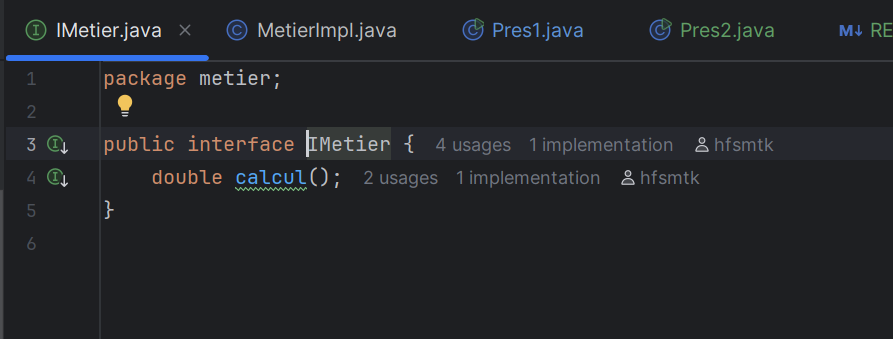 IMetier.java MetierImpl.java Pres1.java Pres2.java M↓ RE
1 package metier;
2
3 public interface IMetier { 4 usages 1 implementation hfsmtk
4 double calcul(); 2 usages 1 implementation hfsmtk
5 }
6